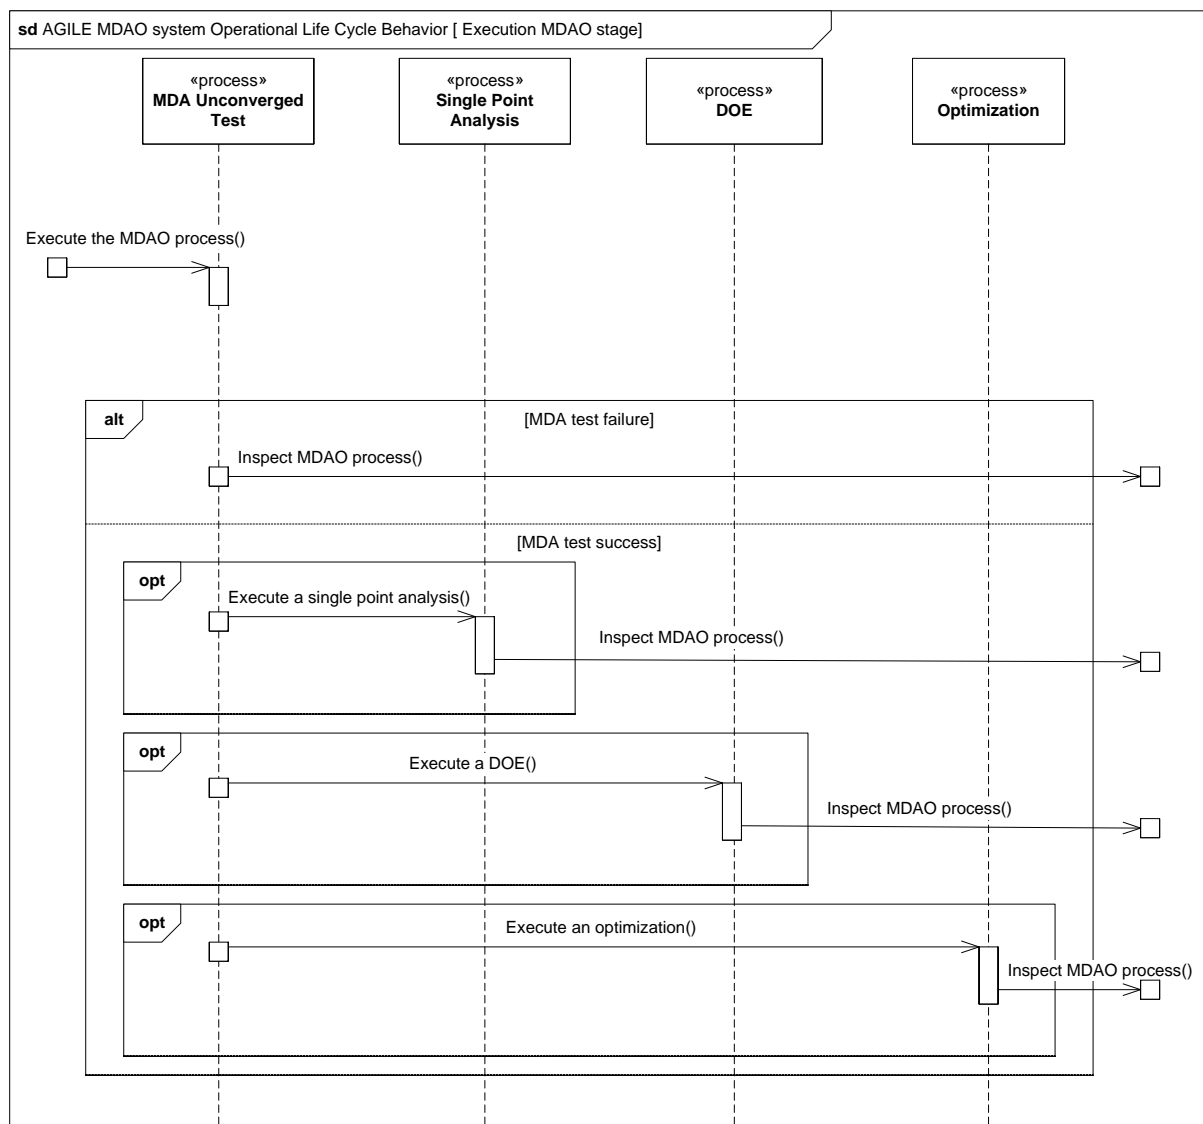 sd AGILE MDAO system Operational Life Cycle Behavior [ Execution MDAO stage]
«process»
MDA Unconverged
Test
«process»
Single Point
Analysis
«process»
DOE
«process»
Optimization
Execute the MDAO process()
alt
[MDA test failure]
Inspect MDAO process()
[MDA test success]
opt
Execute a single point analysis()
Inspect MDAO process()
opt
Execute a DOE()
Inspect MDAO process()
opt
Execute an optimization()
Inspect MDAO process()